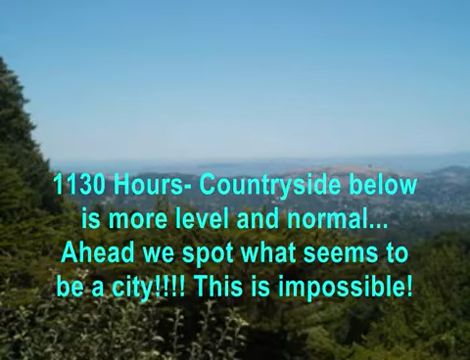 1130 Hours- Countryside below
is more level and normal...
Ahead we spot what seems to
be a city!!!! This is impossible!